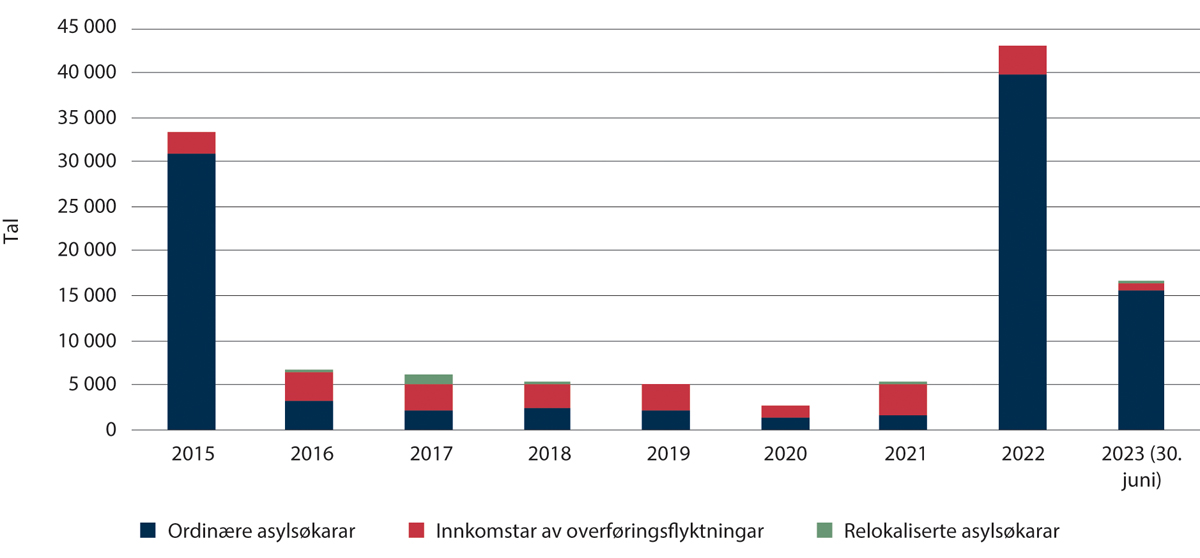 45 000
40 000
35 000
30 000
25 000
20 000
15 000
10 000
5 000
0
Tal
2015 2016 2017 2018 2019 2020 2021 2022 2023 (30.
juni)
Ordinære asylsøkarar Innkomstar av overføringsflyktningar Relokaliserte asylsøkarar